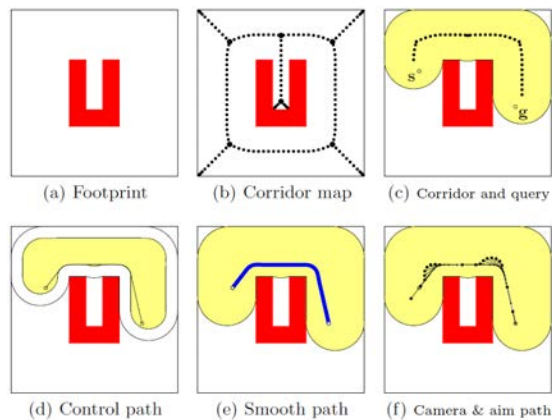 (a) Footprint
(b) Corridor map
s
g
(c) Corridor and query
(d) Control path
(e) Smooth path
(f) Camera & aim path